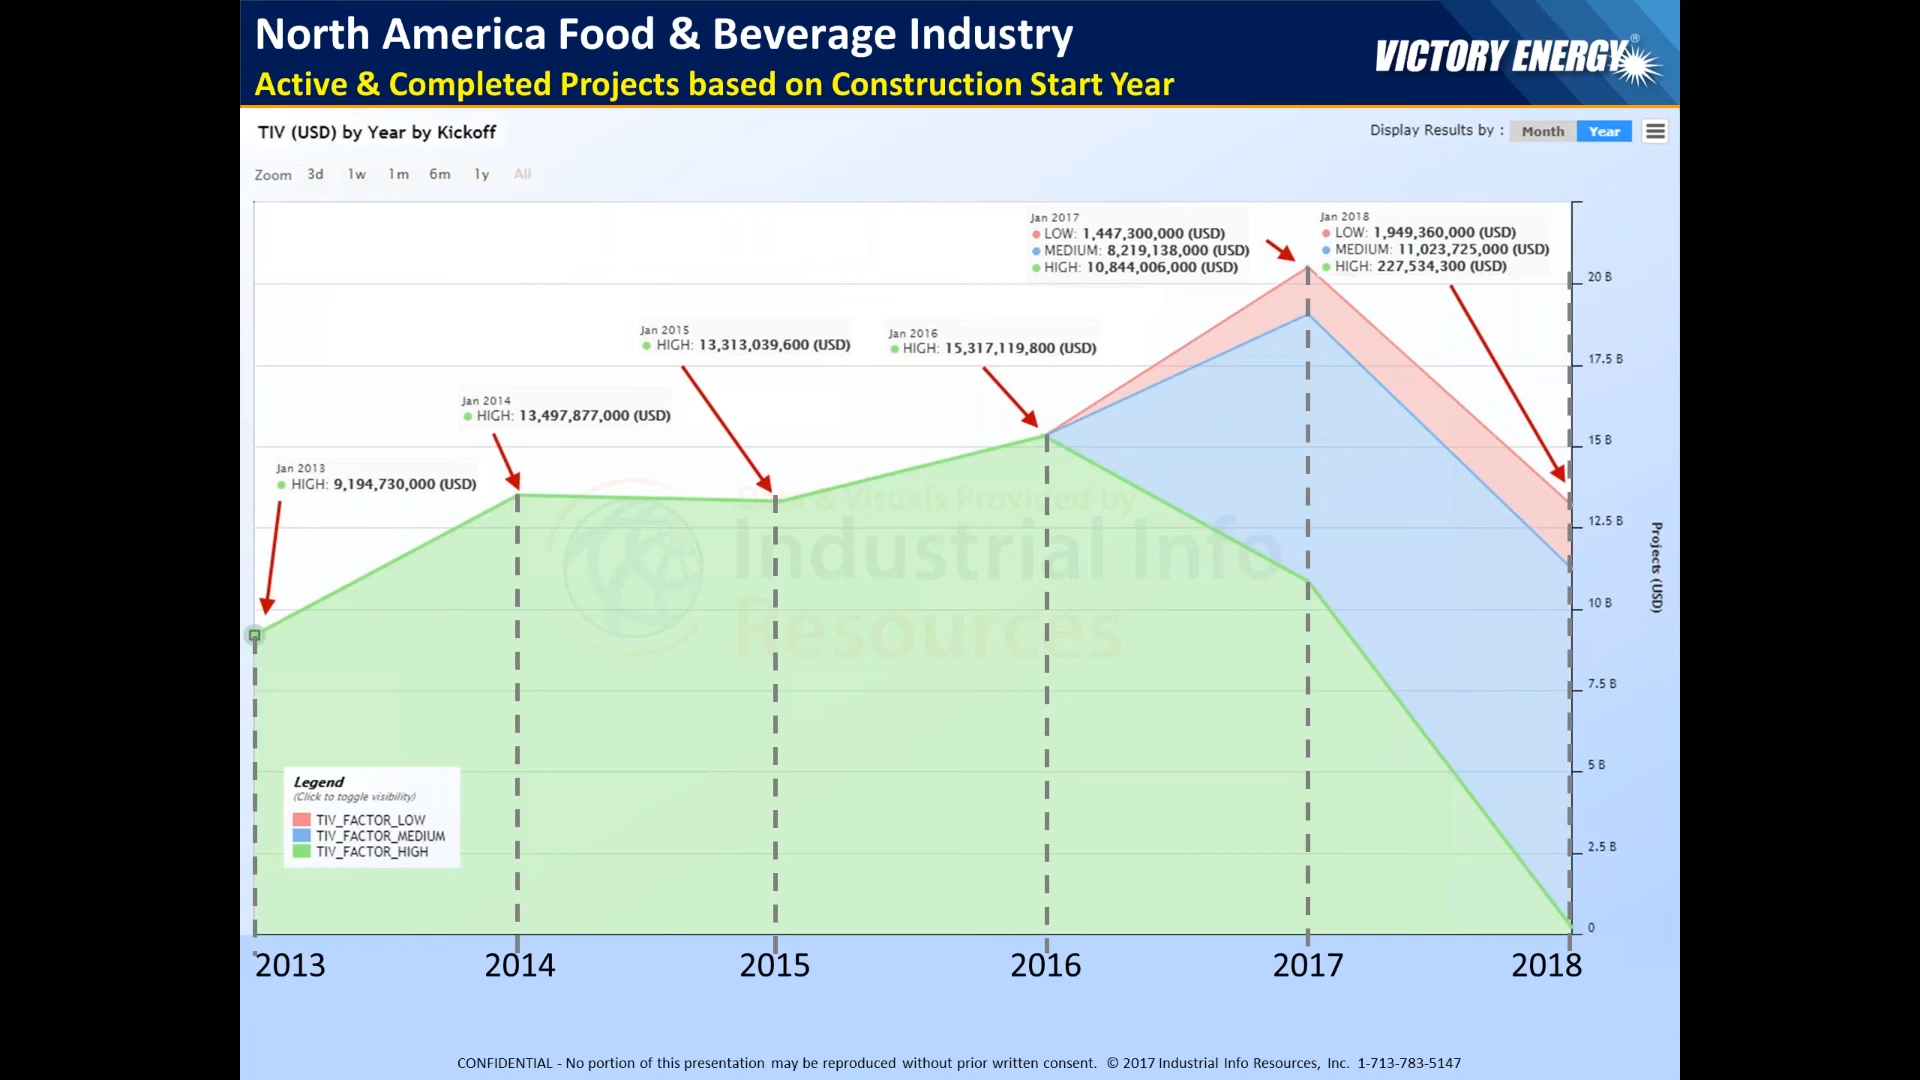 North America Food & Beverage Industry
Active & Completed Projects based on Construction Start Year
VICTORY ENERGY®
TIV (USD) by Year by Kickoff
Display Results by :
Month
Year
Zoom
3d
1w
1m
6m
1y
All
Jan 2017
LOW: 1,447,300,000 (USD)
MEDIUM: 8,219,138,000 (USD)
HIGH: 10,844,006,000 (USD)
Jan 2018
LOW: 1,949,360,000 (USD)
MEDIUM: 11,023,725,000 (USD)
HIGH: 227,534,300 (USD)
Jan 2015
HIGH: 13,313,039,600 (USD)
Jan 2016
HIGH: 15,317,119,800 (USD)
Jan 2014
HIGH: 13,497,877,000 (USD)
Jan 2013
HIGH: 9,194,730,000 (USD)
Data & Visuals Provided by
Industrial Info
Resources
20 B
17.5 B
15 B
12.5 B
10 B
7.5 B
5 B
2.5 B
0
Projects (USD)
Legend
(Click to toggle visibility)
TIV_FACTOR_LOW
TIV_FACTOR_MEDIUM
TIV_FACTOR_HIGH
2013
2014
2015
2016
2017
2018
CONFIDENTIAL - No portion of this presentation may be reproduced without prior written consent. © 2017 Industrial Info Resources, Inc. 1-713-783-5147